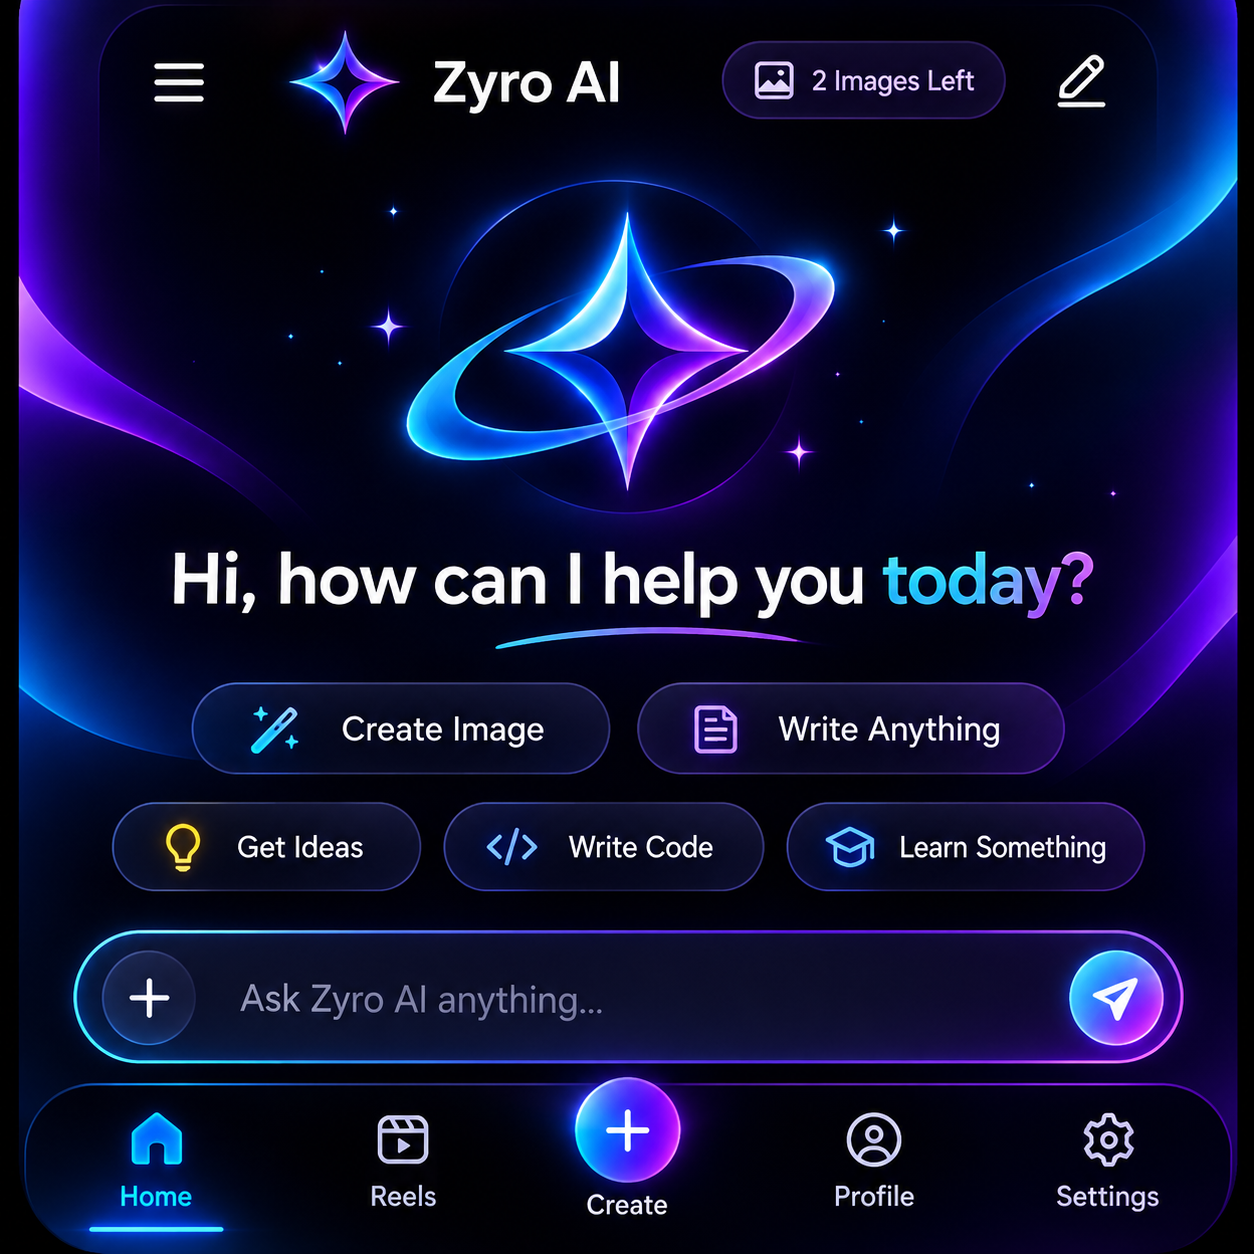 Zyro AI
2 Images Left
Hi, how can I help you today?
Create Image
Write Anything
Get Ideas
Write Code
Learn Something
Ask Zyro AI anything...
Home
Reels
Create
Profile
Settings